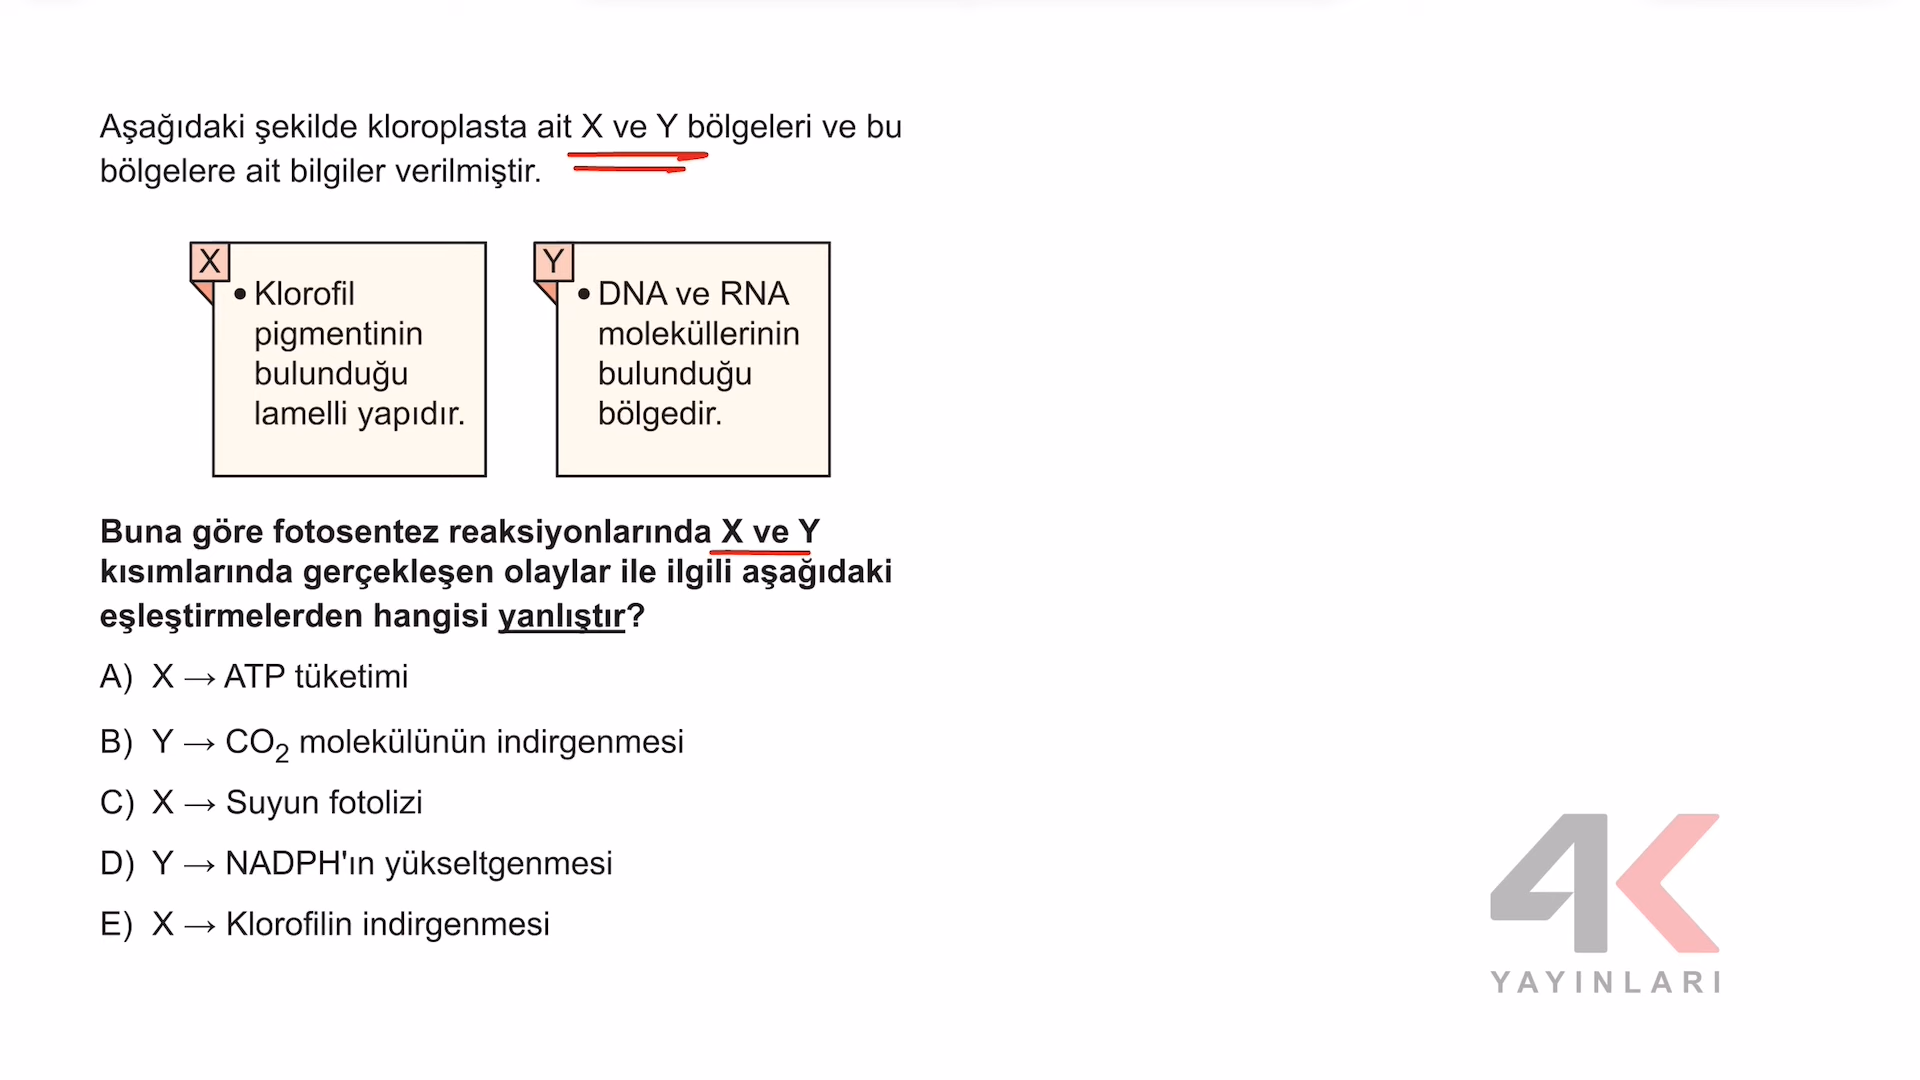 Aşağıdaki şekilde kloroplasta ait X ve Y bölgeleri ve bu
bölgelere ait bilgiler verilmiştir.
X
• Klorofil
pigmentinin
bulunduğu
lamelli yapıdır.
Y
• DNA ve RNA
moleküllerinin
bulunduğu
bölgedir.
Buna göre fotosentez reaksiyonlarında X ve Y
kısımlarında gerçekleşen olaylar ile ilgili aşağıdaki
eşleştirmelerden hangisi yanlıştır?
A) X → ATP tüketimi
B) Y → CO₂ molekülünün indirgenmesi
C) X → Suyun fotolizi
D) Y → NADPH'ın yükseltgenmesi
E) X → Klorofilin indirgenmesi
4K
YAYINLARI